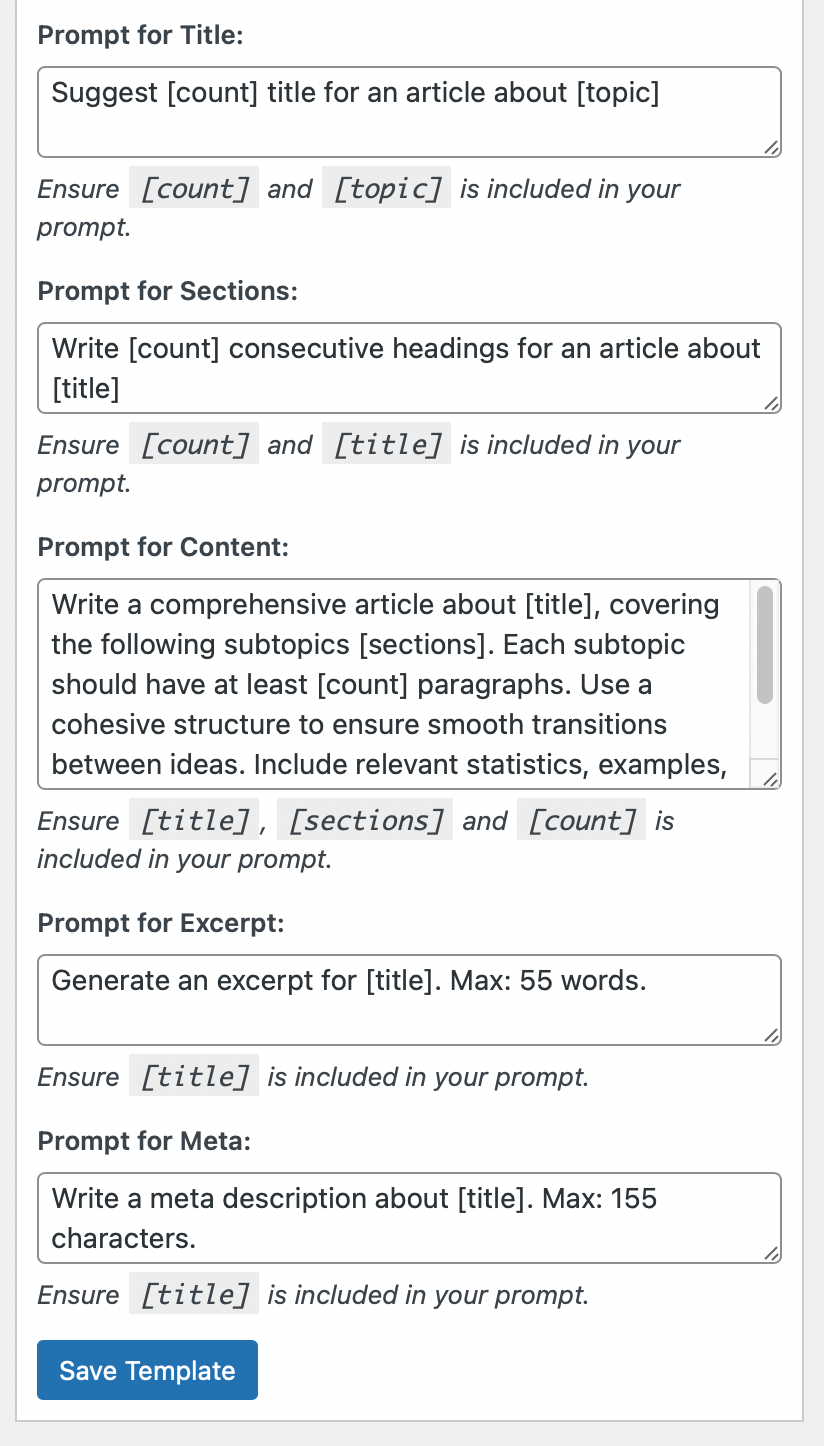 Prompt for Title:
Suggest [count] title for an article about [topic]
Ensure [count] and [topic] is included in your
prompt.
Prompt for Sections:
Write [count] consecutive headings for an article about
[title]
Ensure [count] and [title] is included in your
prompt.
Prompt for Content:
Write a comprehensive article about [title], covering
the following subtopics [sections]. Each subtopic
should have at least [count] paragraphs. Use a
cohesive structure to ensure smooth transitions
between ideas. Include relevant statistics, examples,
Ensure [title], [sections] and [count] is
included in your prompt.
Prompt for Excerpt:
Generate an excerpt for [title]. Max: 55 words.
Ensure [title] is included in your prompt.
Prompt for Meta:
Write a meta description about [title]. Max: 155
characters.
Ensure [title] is included in your prompt.
Save Template